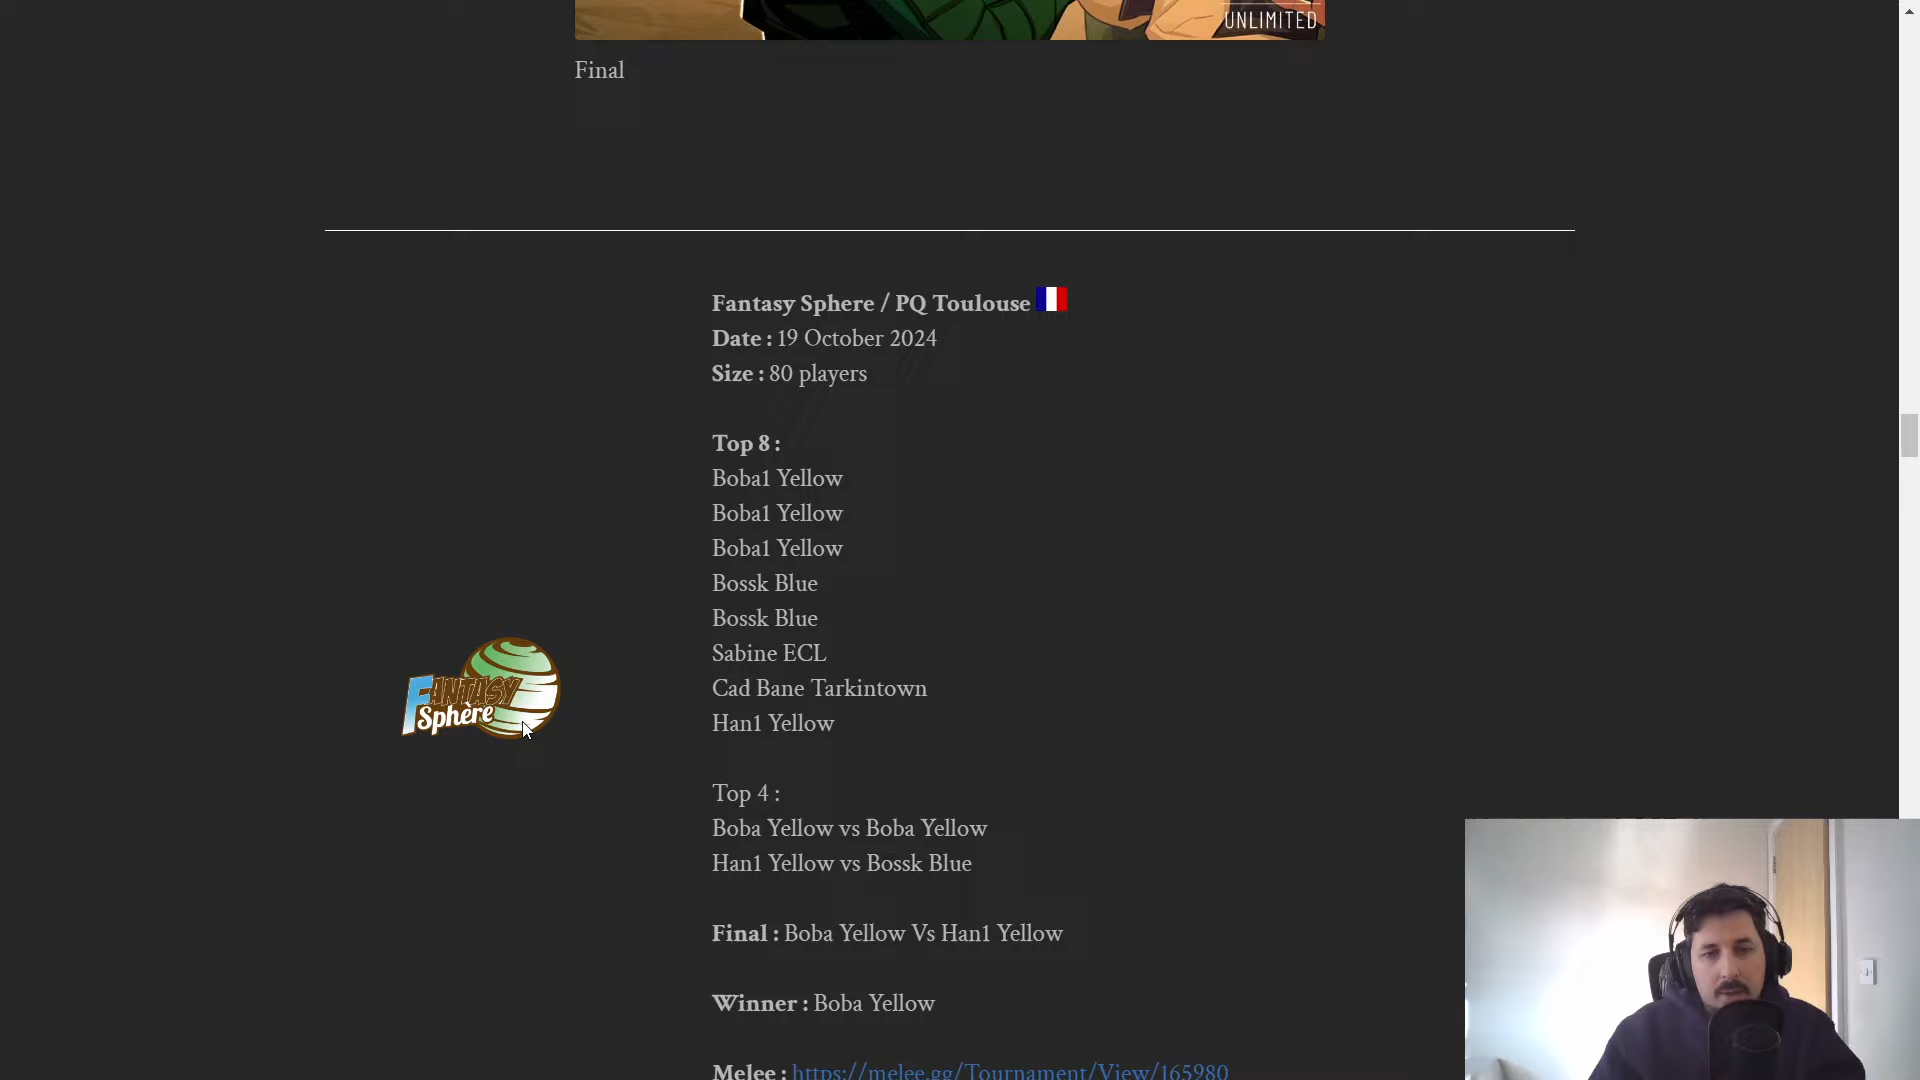 UNLIMITED
Final
Fantasy Sphere / PQ Toulouse
Date : 19 October 2024
Size : 80 players
Top 8 :
Boba1 Yellow
Boba1 Yellow
Boba1 Yellow
Bossk Blue
Bossk Blue
Sabine ECL
Cad Bane Tarkintown
Han1 Yellow
FANTASY
Sphère
Top 4 :
Boba Yellow vs Boba Yellow
Han1 Yellow vs Bossk Blue
Final : Boba Yellow Vs Han1 Yellow
Winner : Boba Yellow
Melee : https://melee.gg/Tournament/View/165980